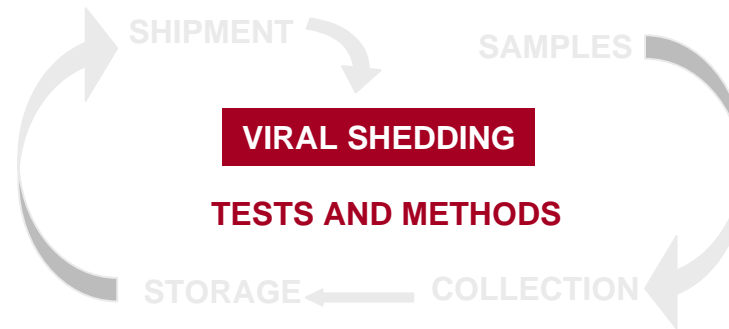 SHIPMENT
SAMPLES
VIRAL SHEDDING
TESTS AND METHODS
STORAGE
COLLECTION